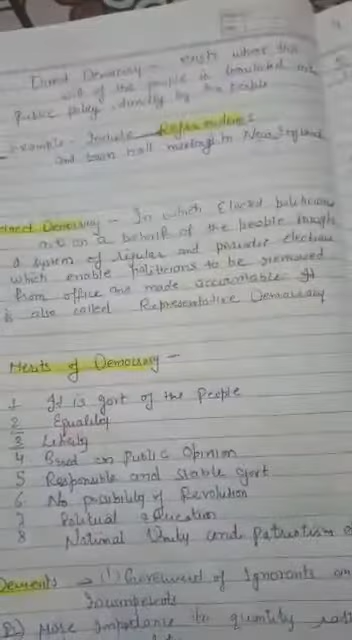 Direct Democracy - exists where the
will of the people is translated into
public policy directly by the people
Example - Include Referendums
and town hall meetings in New England
Indirect Democracy - In which Elected politicians
act on a behalf of the people through
a system of regular and periodic elections
which enable politicians to be removed
from office and made accountable. It
is also called Representative Democracy
Merits of Democracy -
1 It is govt of the People
2 Equality
3 Liberty
4 Based on Public Opinion
5 Responsible and stable govt
6 No possibility of Revolution
7 Political education
8 National Unity and Patriotism
Demerits → (1) Government of Ignorants and
Incompetents
2) More importance to quantity